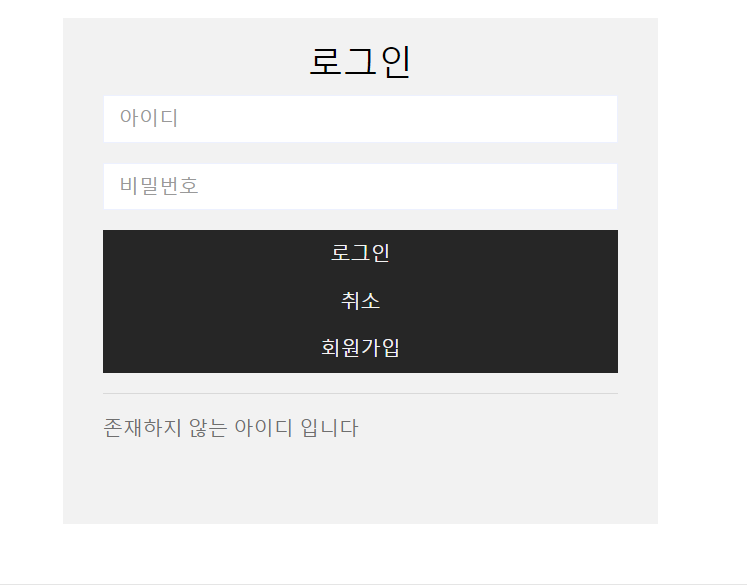 로그인
아이디
비밀번호
로그인
취소
회원가입
존재하지 않는 아이디 입니다